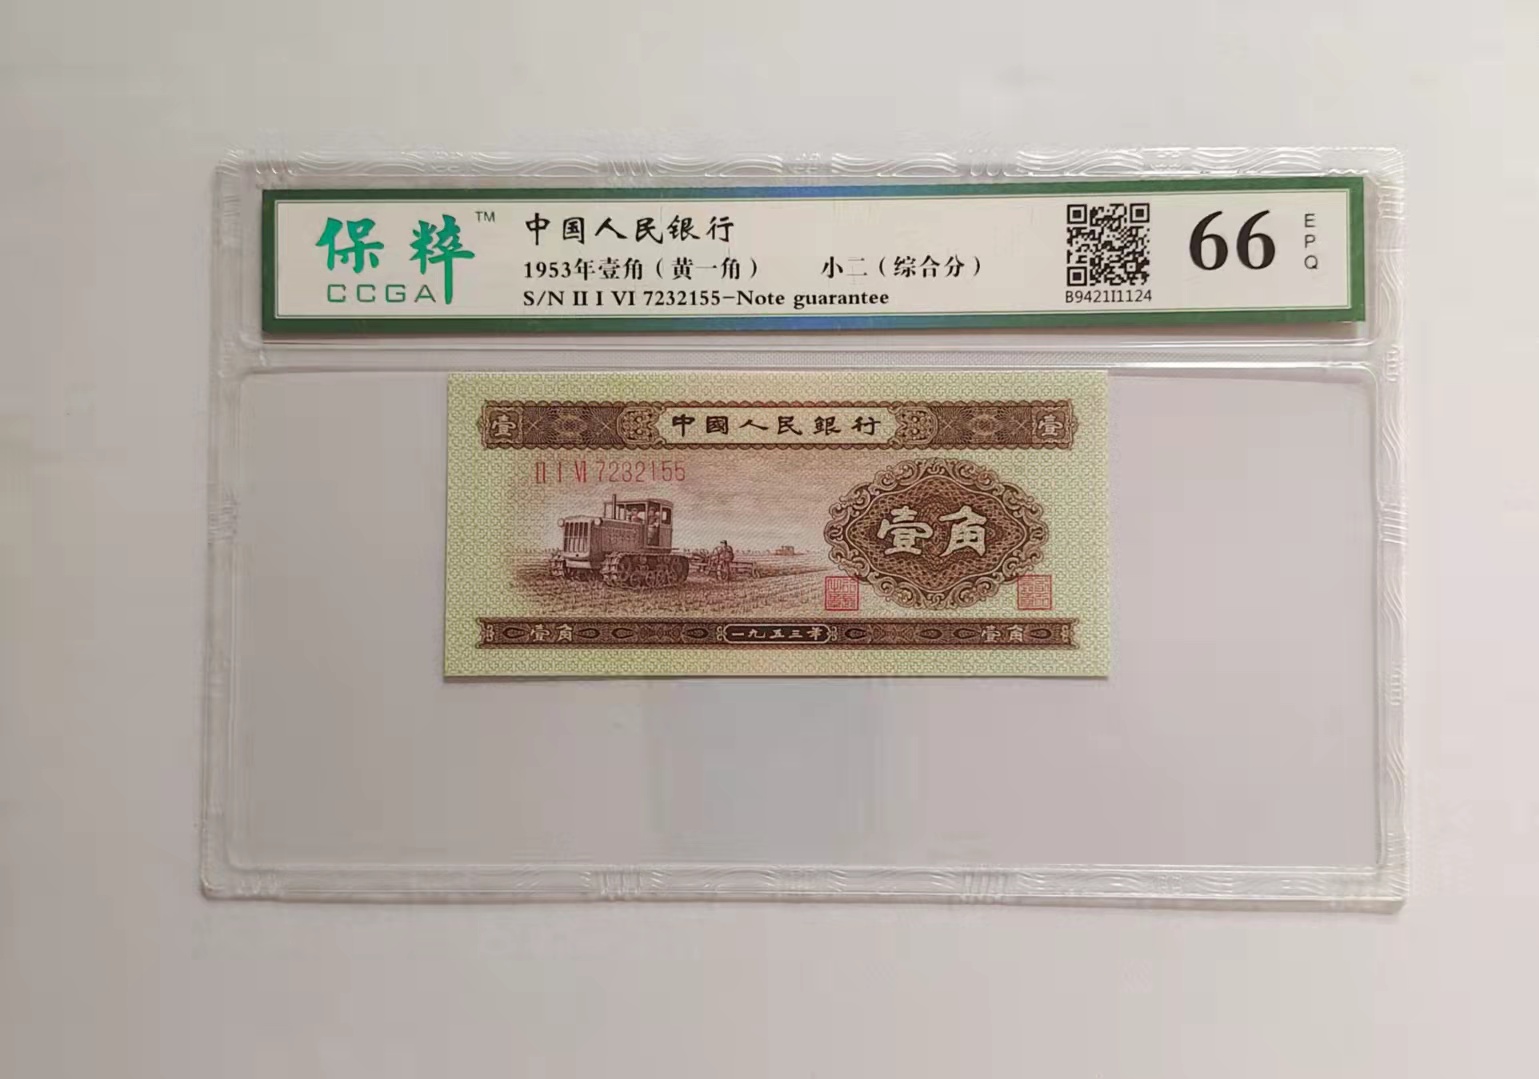 保粹™
CCGA
中国人民银行
1953年壹角（黄一角） 小二（综合分）
S/N II I VI 7232155-Note guarantee
B9421I1124
66
EPQ
壹 中國人民銀行 壹
II I VI 7232155
壹角
壹角 一九五三年 壹角